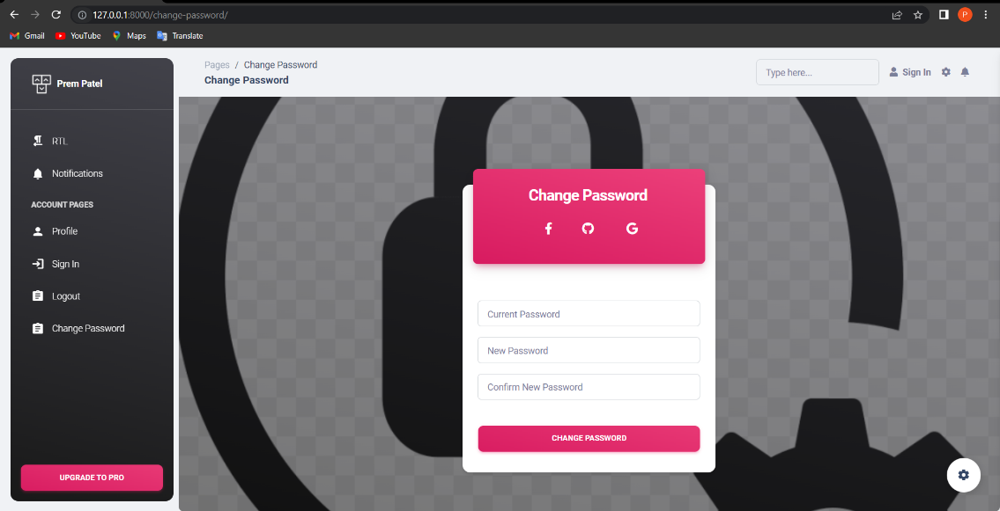 127.0.0.1:8000/change-password/
P
Gmail
YouTube
Maps
Translate
Prem Patel
RTL
Notifications
ACCOUNT PAGES
Profile
Sign In
Logout
Change Password
UPGRADE TO PRO
Pages / Change Password
Change Password
Type here...
Sign In
Change Password
Current Password
New Password
Confirm New Password
CHANGE PASSWORD